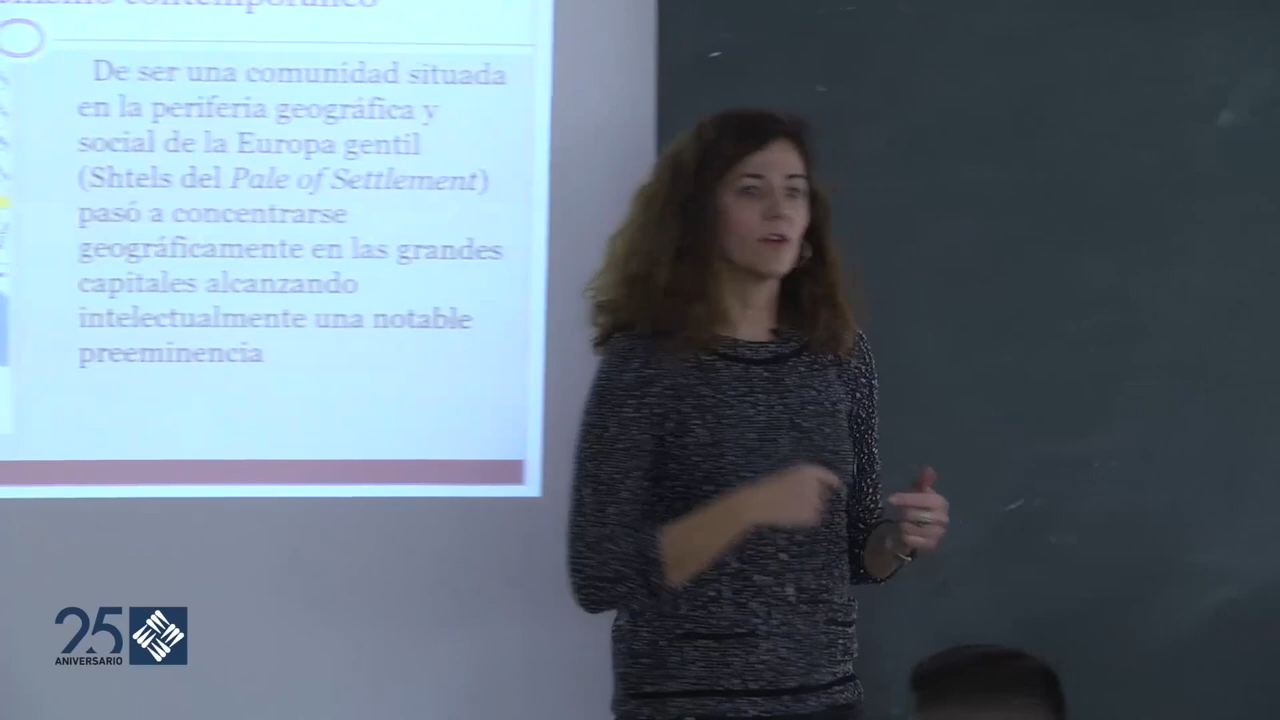 contemporáneo
De ser una comunidad situada
en la periferia geográfica y
social de la Europa gentil
(Shtels del Pale of Settlement)
pasó a concentrarse
geográficamente en las grandes
capitales alcanzando
intelectualmente una notable
preeminencia
25
ANIVERSARIO